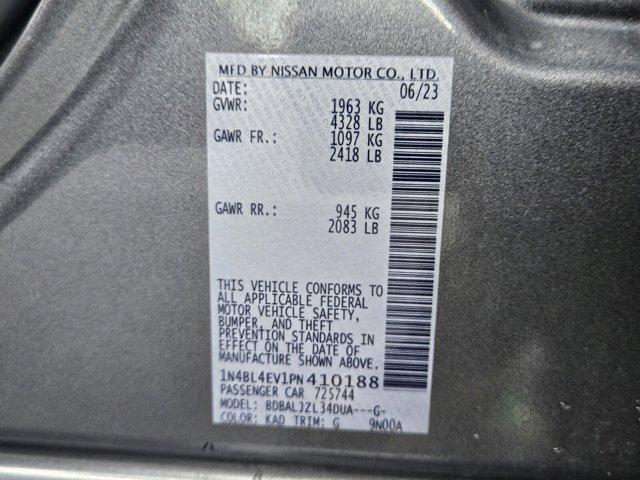 MFD BY NISSAN MOTOR CO., LTD.
DATE: 06/23
GVWR: 1963 KG
4328 LB
GAWR FR.: 1097 KG
2418 LB
GAWR RR.: 945 KG
2083 LB
THIS VEHICLE CONFORMS TO
ALL APPLICABLE FEDERAL
MOTOR VEHICLE SAFETY,
BUMPER, AND THEFT
PREVENTION STANDARDS IN
EFFECT ON THE DATE OF
MANUFACTURE SHOWN ABOVE.
1N4BL4EV1PN410188
PASSENGER CAR 725744
MODEL: BDBALJZL34DUA---G-
COLOR: KAD TRIM: G 9N00A